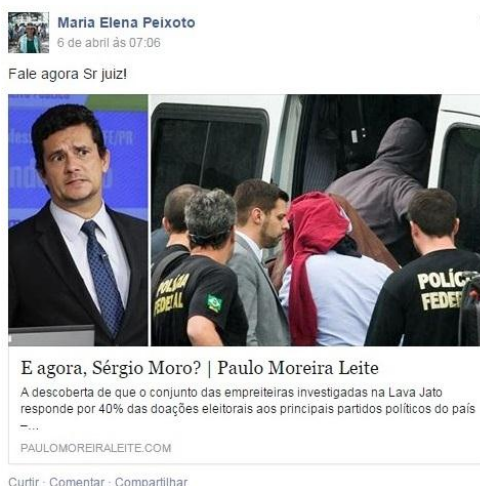 Maria Elena Peixoto
6 de abril às 07:06
Fale agora Sr juiz!
POLÍCIA
FEDERAL
POLÍC
FEDE
E agora, Sérgio Moro? | Paulo Moreira Leite
A descoberta de que o conjunto das empreiteiras investigadas na Lava Jato
responde por 40% das doações eleitorais aos principais partidos políticos do país
–...
PAULOMOREIRALEITE.COM
Curtir · Comentar · Compartilhar